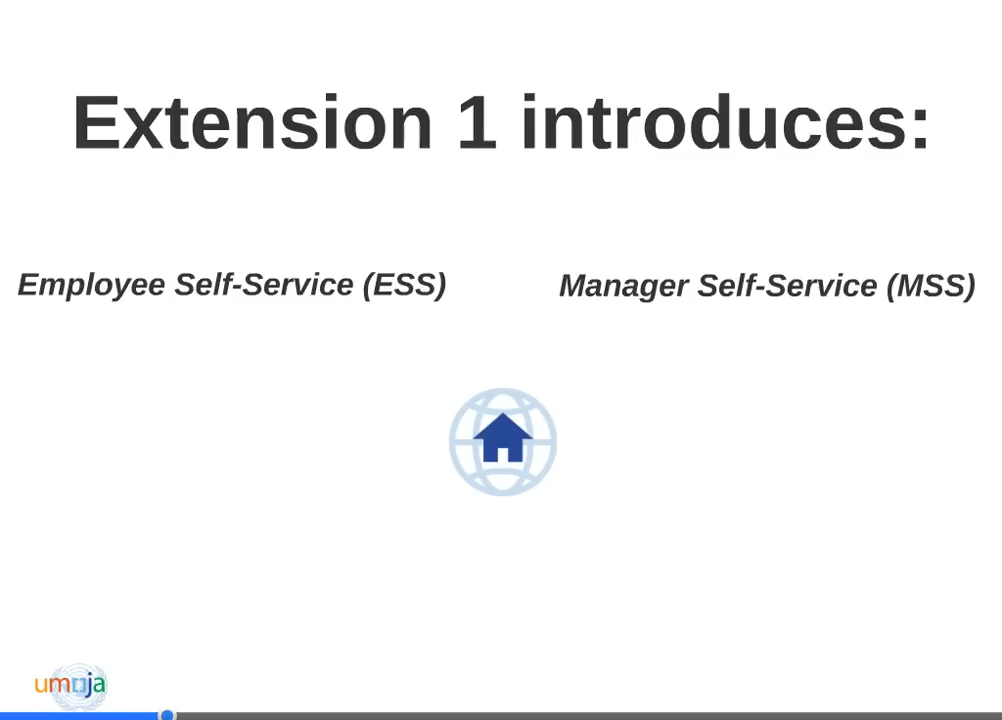 Extension 1 introduces:
Employee Self-Service (ESS)
Manager Self-Service (MSS)
umoja